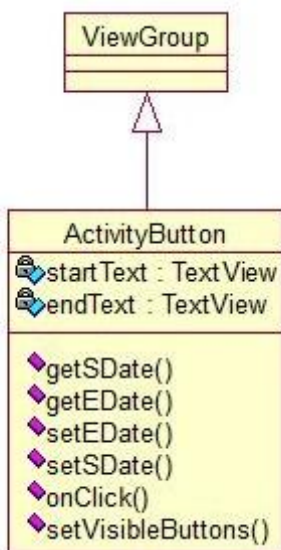 ViewGroup
ActivityButton
startText : TextView
endText : TextView
getSDate()
getEDate()
setEDate()
setSDate()
onClick()
setVisibleButtons()